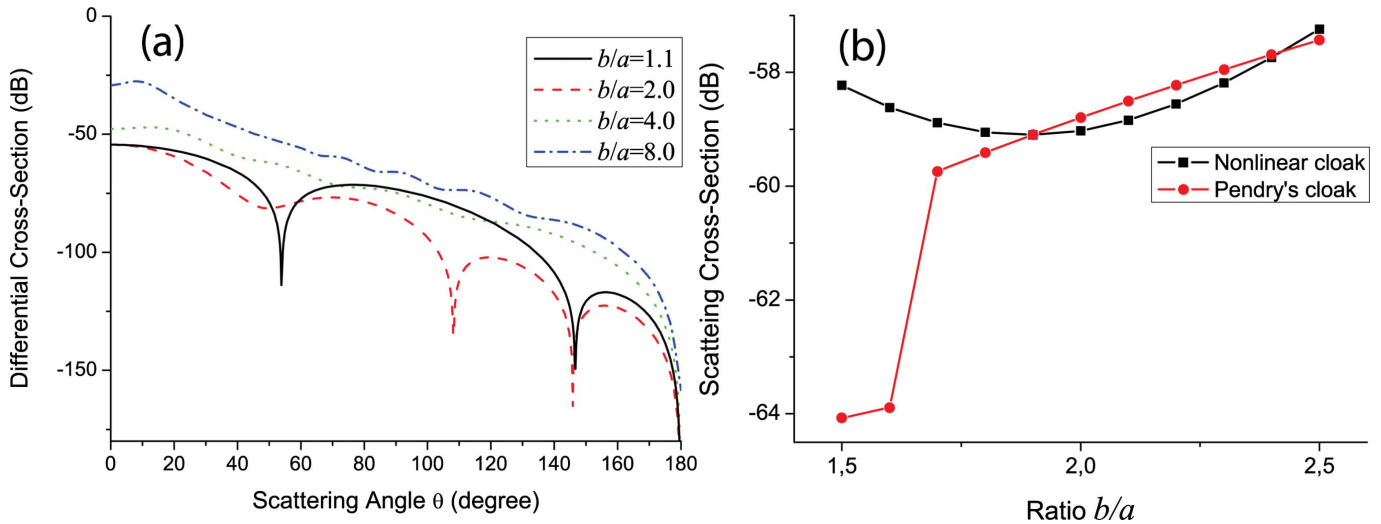 (a)
b/a=1.1
b/a=2.0
b/a=4.0
b/a=8.0
0
-50
-100
-150
Differential Cross-Section (dB)
0 20 40 60 80 100 120 140 160 180
Scattering Angle θ (degree)
(b)
Nonlinear cloak
Pendry's cloak
-58
-60
-62
-64
Scatteing Cross-Section (dB)
1,5 2,0 2,5
Ratio b/a